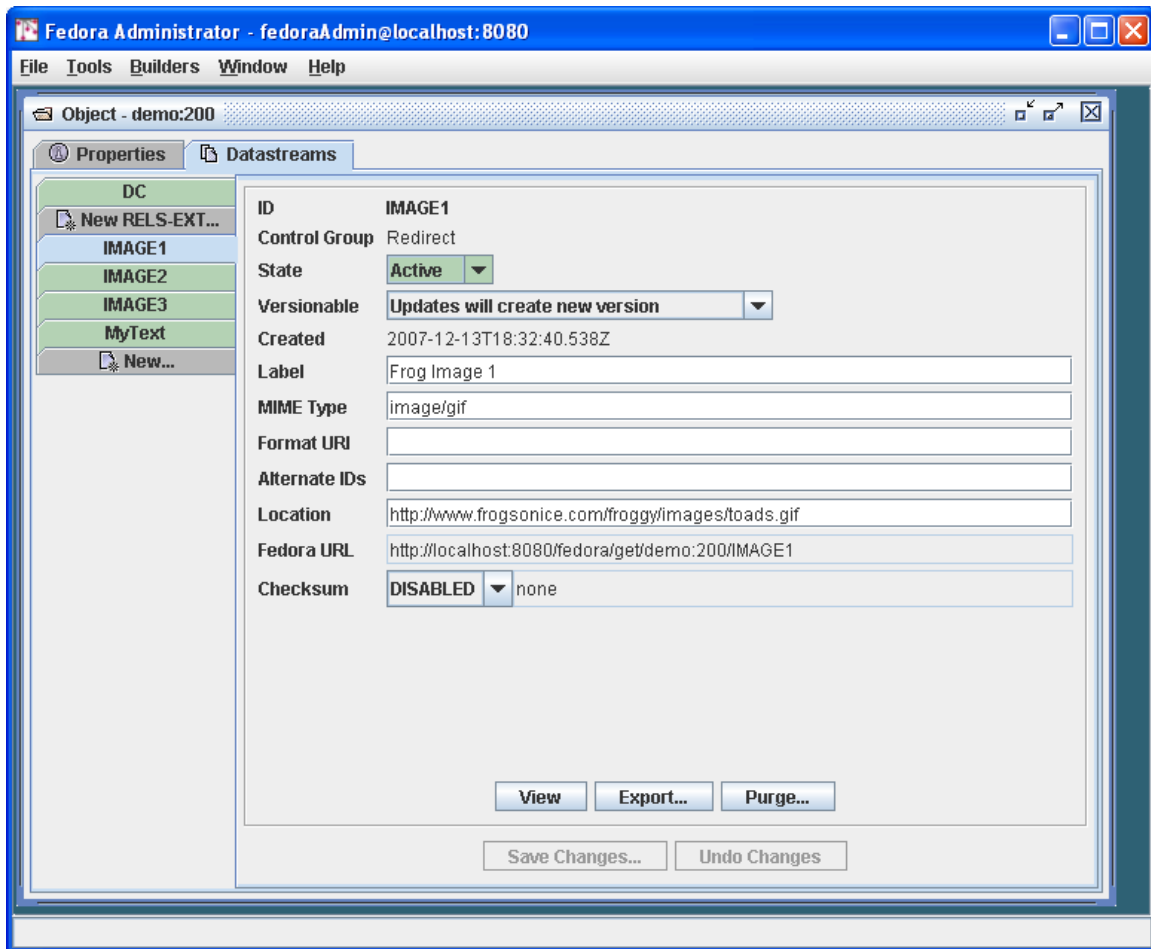 Fedora Administrator - fedoraAdmin@localhost:8080
File Tools Builders Window Help
Object - demo:200
Properties Datastreams
DC
New RELS-EXT...
IMAGE1
IMAGE2
IMAGE3
MyText
New...
ID IMAGE1
Control Group Redirect
State Active
Versionable Updates will create new version
Created 2007-12-13T18:32:40.538Z
Label Frog Image 1
MIME Type image/gif
Format URI
Alternate IDs
Location http://www.frogsonice.com/froggy/images/toads.gif
Fedora URL http://localhost:8080/fedora/get/demo:200/IMAGE1
Checksum DISABLED none
View Export... Purge...
Save Changes... Undo Changes